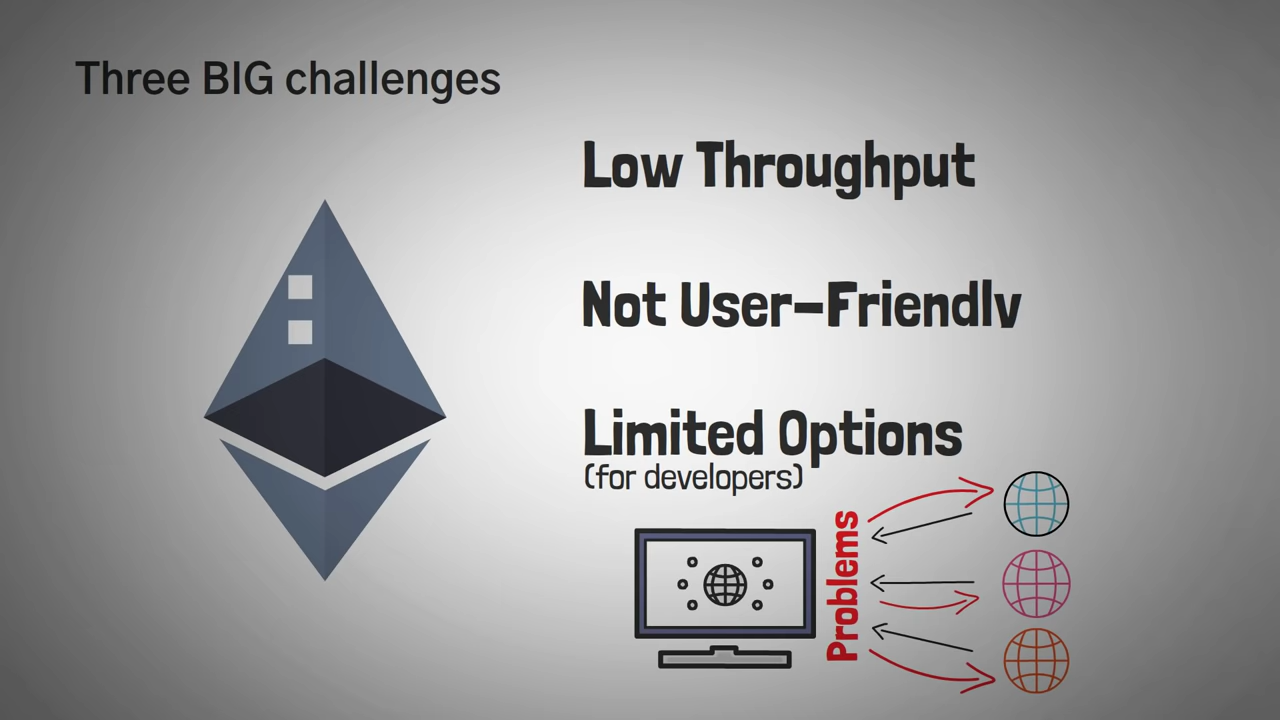 Three BIG challenges
Low Throughput
Not User-Friendly
Limited Options
(for developers)
Problems